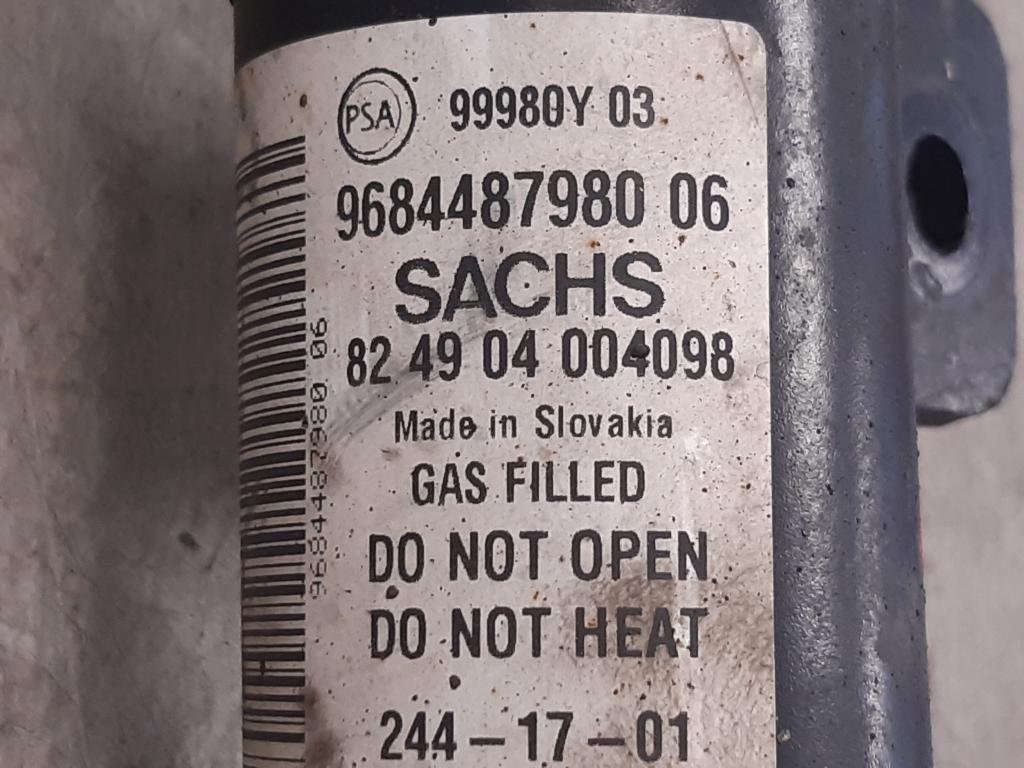 PSA 99980Y 03
9684487980 06
SACHS
82 49 04 004098
Made in Slovakia
GAS FILLED
DO NOT OPEN
DO NOT HEAT
244-17-01
9684487980 06